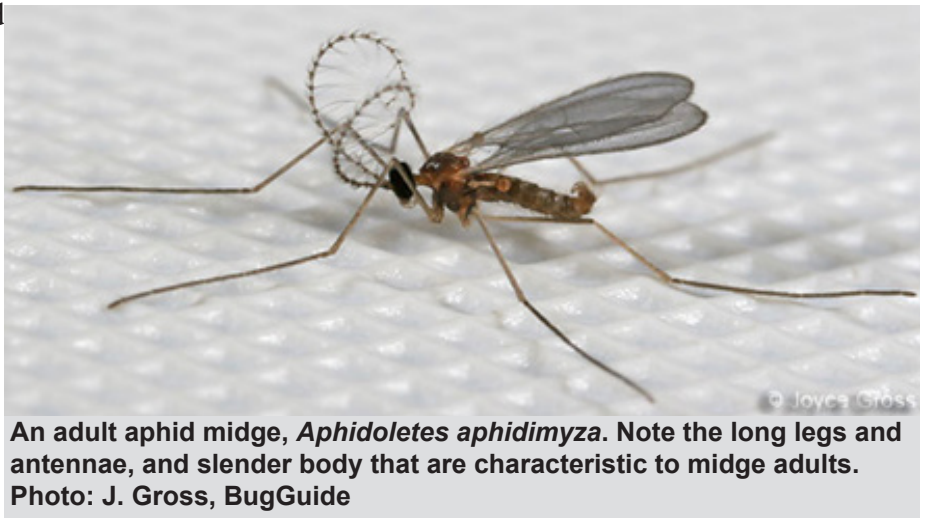 © Joyce Gross
An adult aphid midge, Aphidoletes aphidimyza. Note the long legs and
antennae, and slender body that are characteristic to midge adults.
Photo: J. Gross, BugGuide